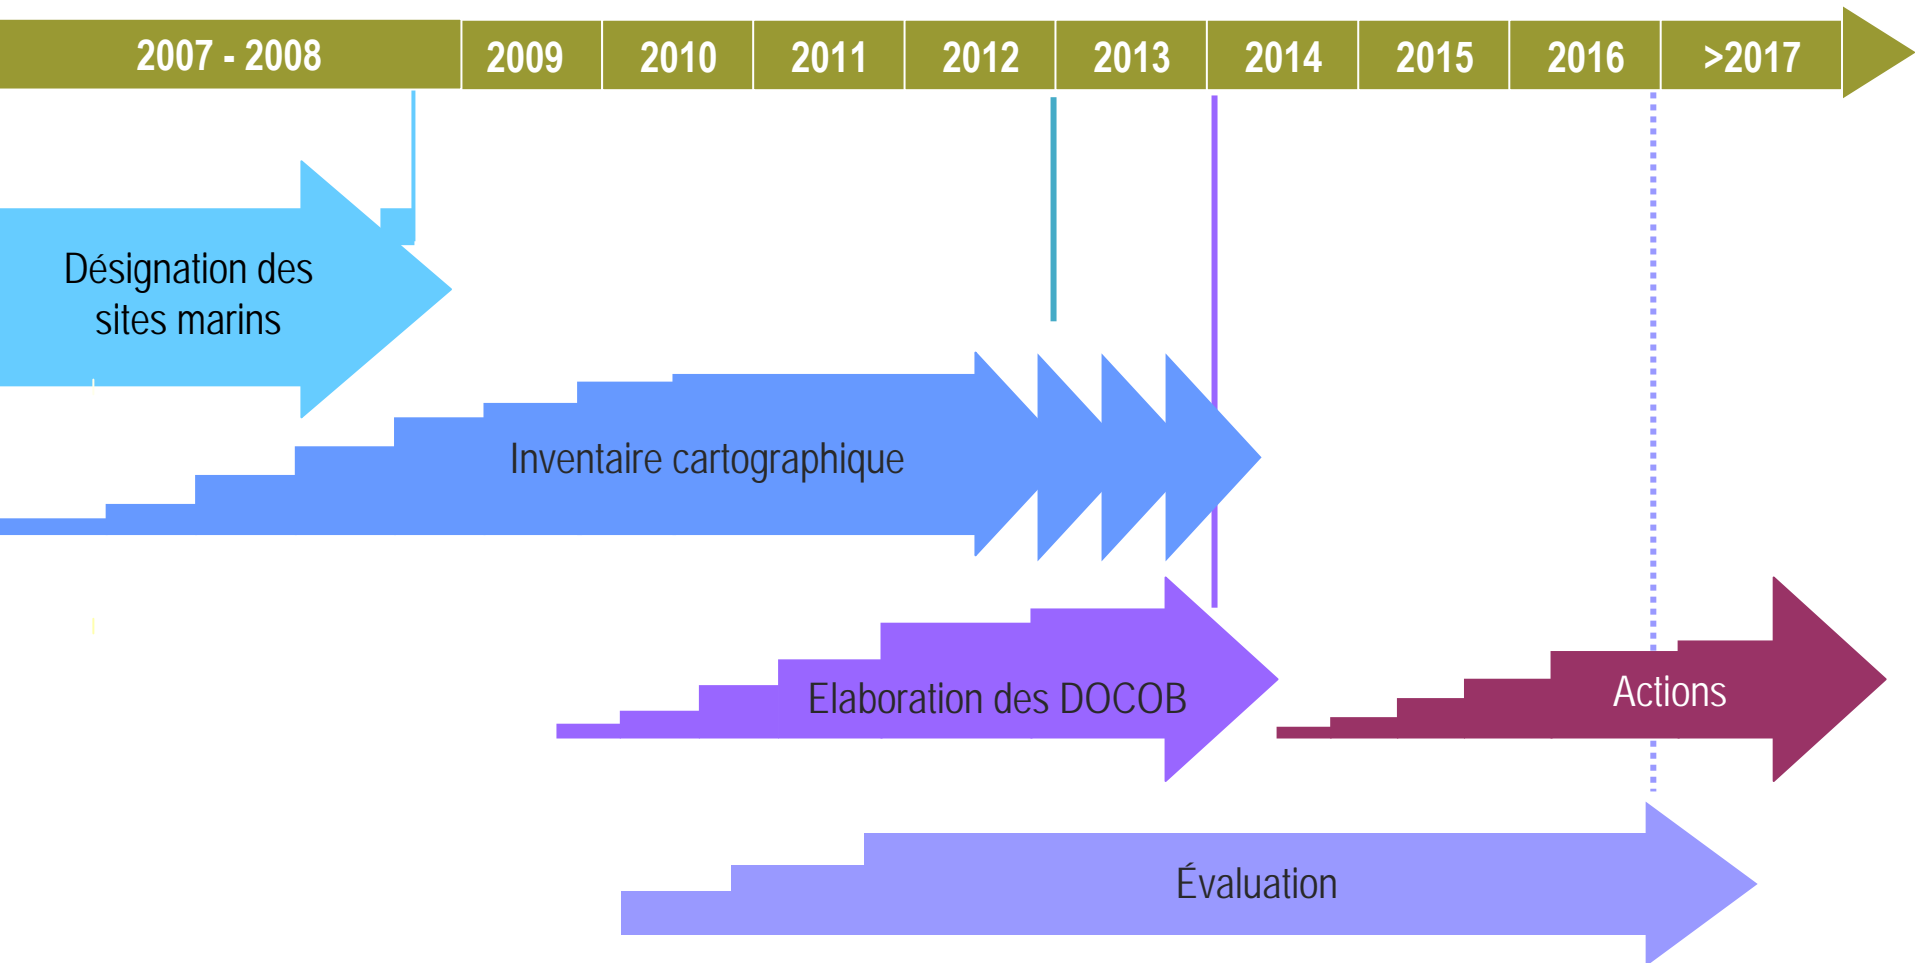 2007 - 2008 2009 2010 2011 2012 2013 2014 2015 2016 >2017
Désignation des
sites marins
Inventaire cartographique
Elaboration des DOCOB
Actions
Évaluation